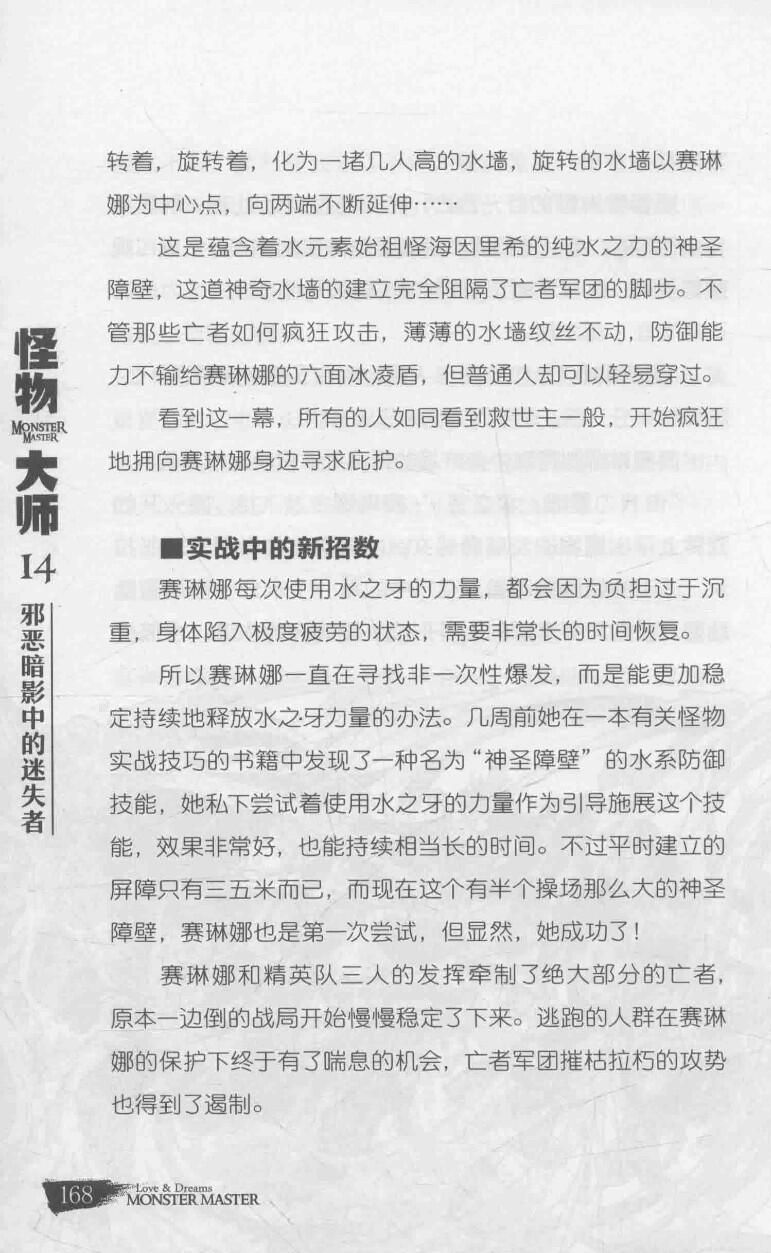 转着，旋转着，化为一堵几人高的水墙，旋转的水墙以赛琳
娜为中心点，向两端不断延伸……
这是蕴含着水元素始祖怪海因里希的纯水之力的神圣
障壁，这道神奇水墙的建立完全阻隔了亡者军团的脚步。不
管那些亡者如何疯狂攻击，薄薄的水墙纹丝不动，防御能
力不输给赛琳娜的六面冰凌盾，但普通人却可以轻易穿过。
看到这一幕，所有的人如同看到救世主一般，开始疯狂
地拥向赛琳娜身边寻求庇护。
■实战中的新招数
赛琳娜每次使用水之牙的力量，都会因为负担过于沉
重，身体陷入极度疲劳的状态，需要非常长的时间恢复。
所以赛琳娜一直在寻找非一次性爆发，而是能更加稳
定持续地释放水之牙力量的办法。几周前她在一本有关怪物
实战技巧的书籍中发现了一种名为“神圣障壁”的水系防御
技能，她私下尝试着使用水之牙的力量作为引导施展这个技
能，效果非常好，也能持续相当长的时间。不过平时建立的
屏障只有三五米而已，而现在这个有半个操场那么大的神圣
障壁，赛琳娜也是第一次尝试，但显然，她成功了！
赛琳娜和精英队三人的发挥牵制了绝大部分的亡者，
原本一边倒的战局开始慢慢稳定了下来。逃跑的人群在赛琳
娜的保护下终于有了喘息的机会，亡者军团摧枯拉朽的攻势
也得到了遏制。
怪物
MONSTER
MASTER
大师
14
邪恶暗影中的迷失者
168
Love & Dreams
MONSTER MASTER